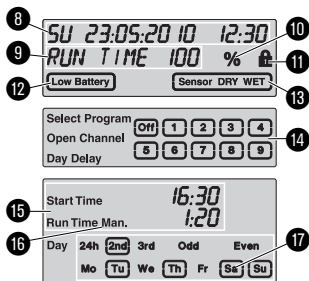 8 SU 23:05:20 10 12:30
9 RUN TIME 100 % 10
11
12 Low Battery Sensor DRY WET 13
Select Program Off 1 2 3 4
Open Channel 14
Day Delay 5 6 7 8 9
15 Start Time 16:30
Run Time Man. 1:20
16 Day 24h 2nd 3rd Odd Even 17
Mo Tu We Th Fr Sa Su